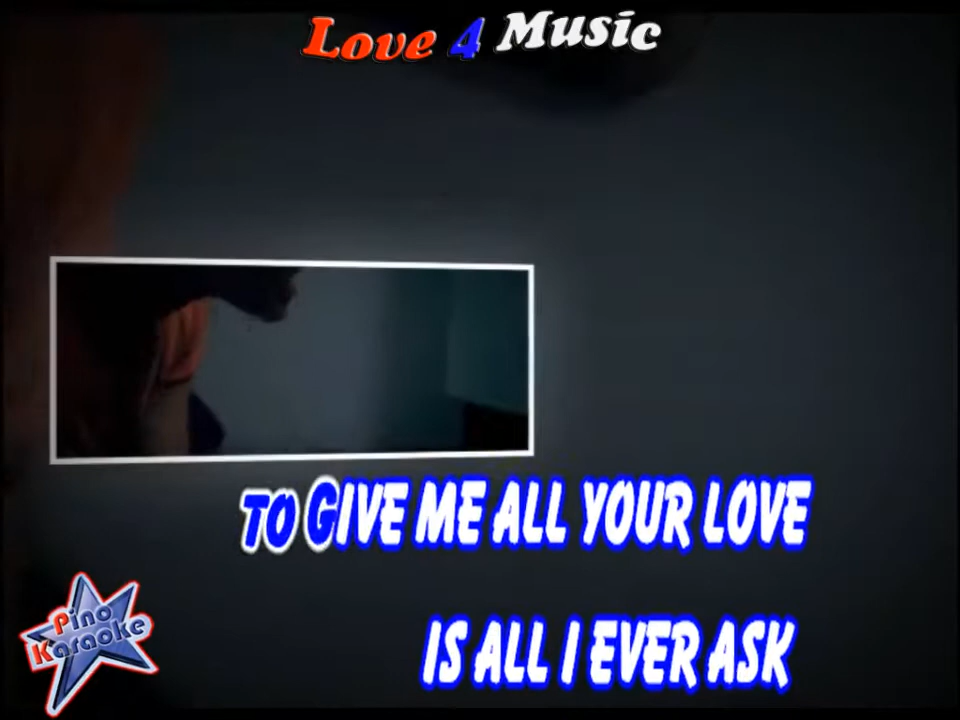 Love 4 Music
TO GIVE ME ALL YOUR LOVE
IS ALL I EVER ASK
Pino
Karaoke